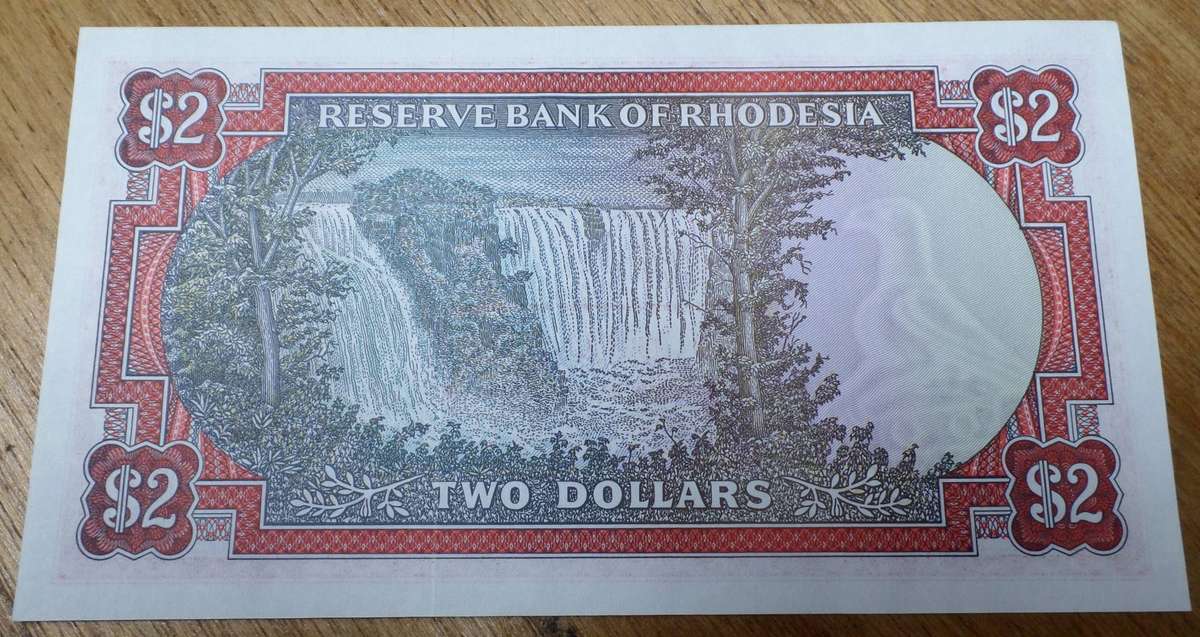 $2 $2
RESERVE BANK OF RHODESIA
TWO DOLLARS
$2 $2